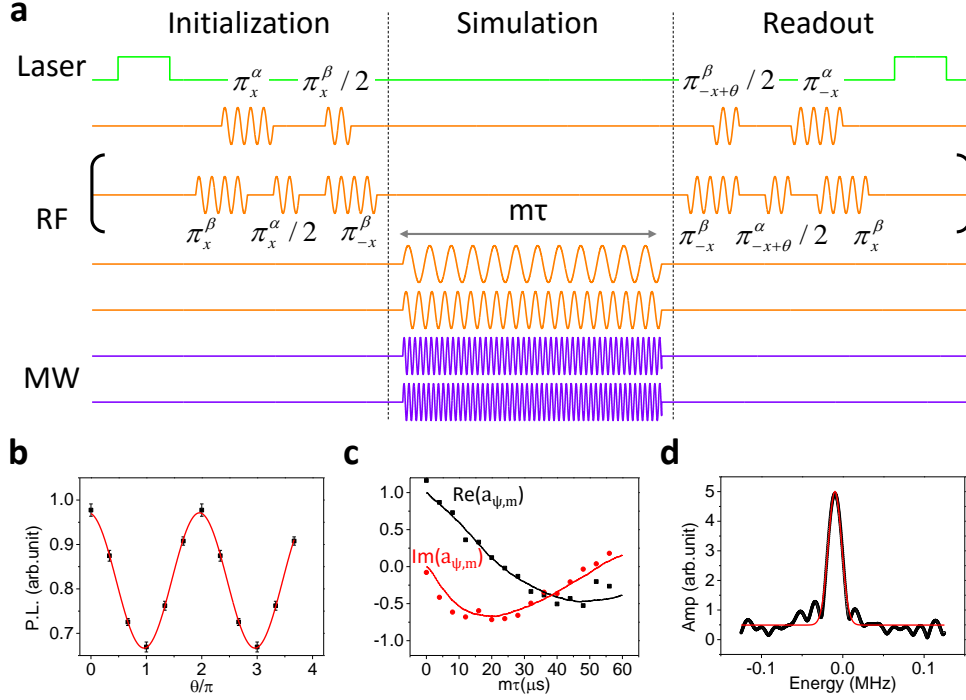 a
Initialization Simulation Readout
Laser
π_x^α π_x^β / 2 π_{-x+θ}^β / 2 π_{-x}^α
RF
π_x^β π_x^α / 2 π_{-x}^β mτ π_{-x}^β π_{-x+θ}^α / 2 π_x^β
MW
b
P.L. (arb.unit)
1.0
0.9
0.8
0.7
0 1 2 3 4
θ/π
c
Re(a_{ψ,m})
Im(a_{ψ,m})
1.0
0.5
0.0
-0.5
-1.0
0 10 20 30 40 50 60
mτ(μs)
d
Amp (arb.unit)
5
4
3
2
1
0
-0.1 0.0 0.1
Energy (MHz)